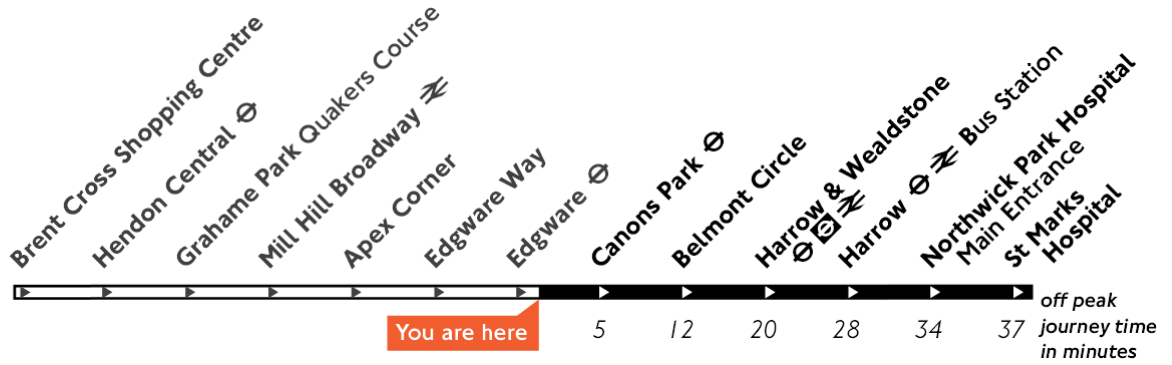 Brent Cross Shopping Centre
Hendon Central
Grahame Park Quakers Course
Mill Hill Broadway
Apex Corner
Edgware Way
Edgware
Canons Park
Belmont Circle
Harrow & Wealdstone
Harrow Bus Station
Northwick Park Hospital
Main Entrance
St Marks
Hospital
You are here
5 12 20 28 34 37
off peak
journey time
in minutes